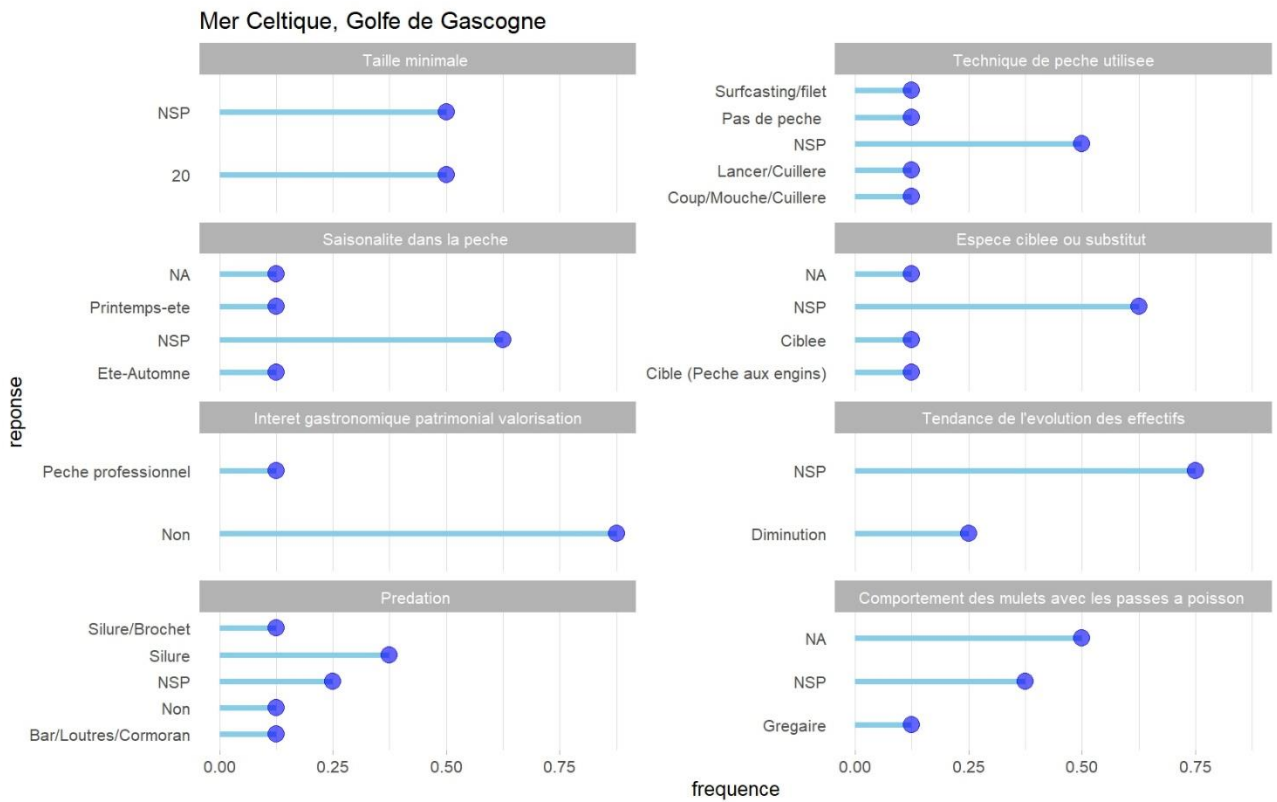 Mer Celtique, Golfe de Gascogne
Taille minimale
NSP
20
Technique de peche utilisee
Surfcasting/filet
Pas de peche
NSP
Lancer/Cuillere
Coup/Mouche/Cuillere
Saisonalite dans la peche
NA
Printemps-ete
NSP
Ete-Automne
Espece ciblee ou substitut
NA
NSP
Ciblee
Cible (Peche aux engins)
Interet gastronomique patrimonial valorisation
Peche professionnel
Non
Tendance de l'evolution des effectifs
NSP
Diminution
Predation
Silure/Brochet
Silure
NSP
Non
Bar/Loutres/Cormoran
Comportement des mulets avec les passes a poisson
NA
NSP
Gregaire
0.00 0.25 0.50 0.75
0.00 0.25 0.50 0.75
frequence
reponse